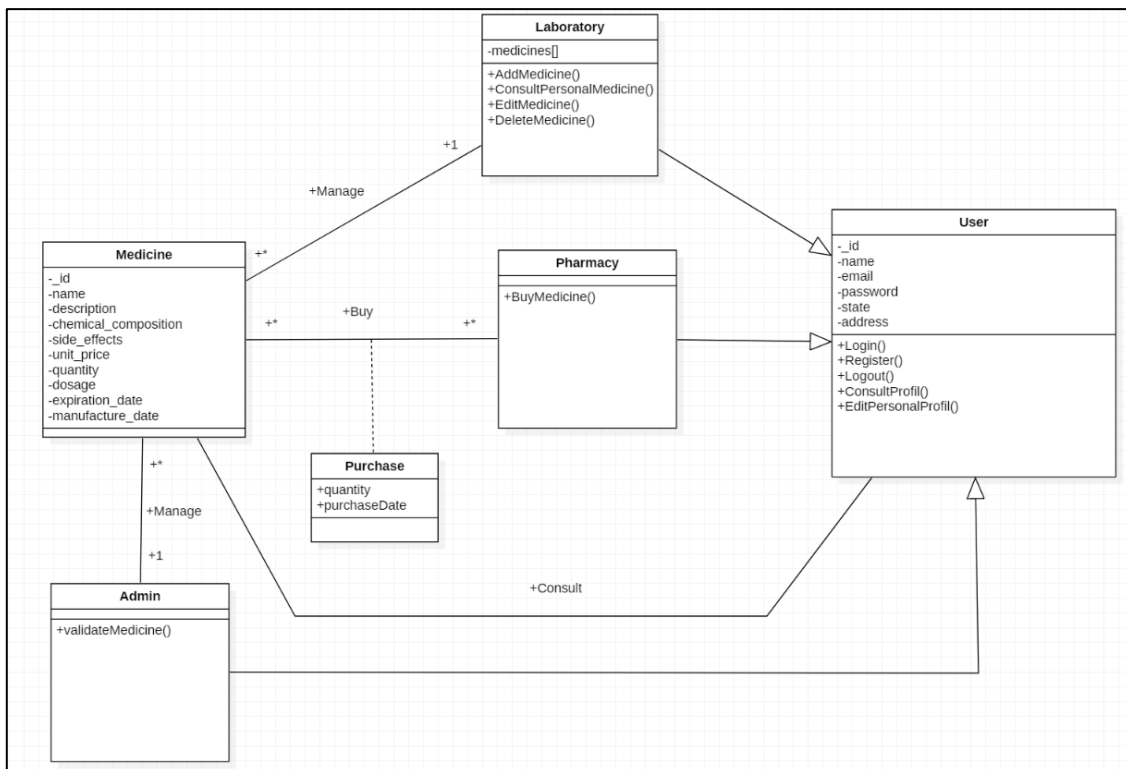 Laboratory
-medicines[]
+AddMedicine()
+ConsultPersonalMedicine()
+EditMedicine()
+DeleteMedicine()
+1
+Manage
+*
User
-_id
-name
-email
-password
-state
-address
+Login()
+Register()
+Logout()
+ConsultProfil()
+EditPersonalProfil()
Medicine
-_id
-name
-description
-chemical_composition
-side_effects
-unit_price
-quantity
-dosage
-expiration_date
-manufacture_date
Pharmacy
+BuyMedicine()
+Buy
+*
+*
Purchase
+quantity
+purchaseDate
+*
+Manage
+1
+Consult
Admin
+validateMedicine()